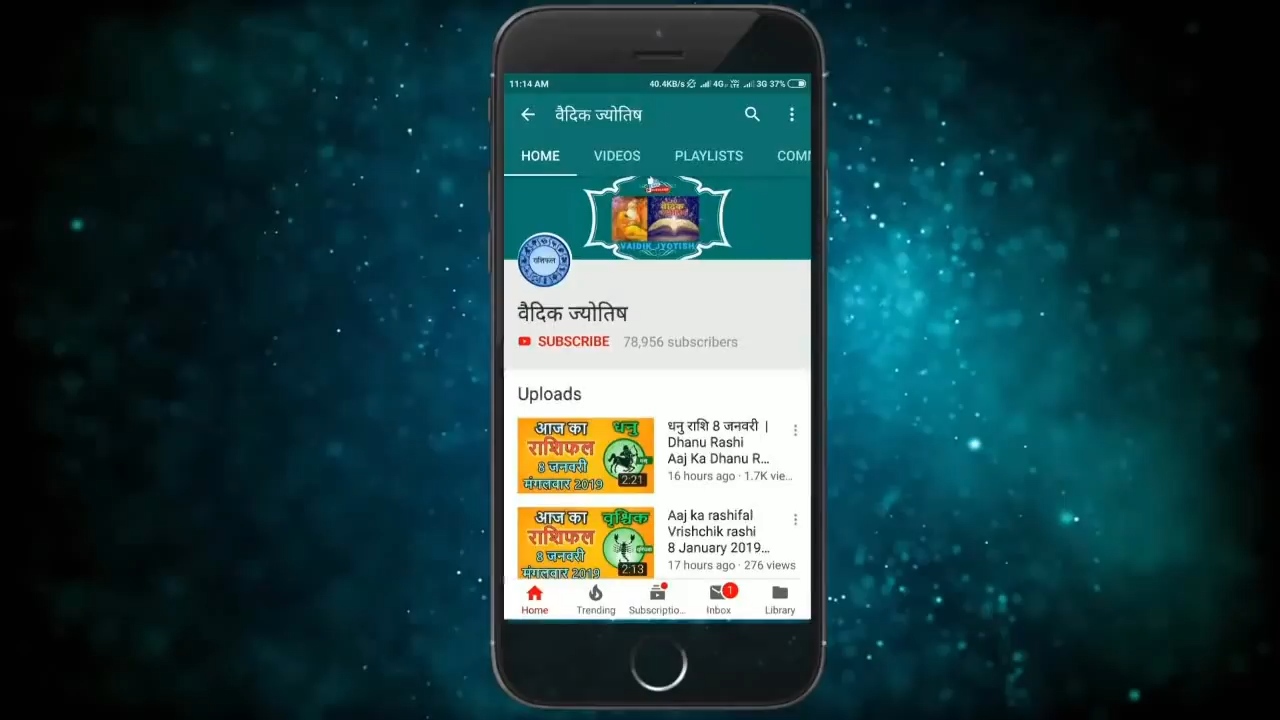 11:14 AM 40.4KB/s 4G 3G 37%
वैदिक ज्योतिष
HOME VIDEOS PLAYLISTS COMM
वैदिक
VAIDIK JYOTISH
राशिफल
वैदिक ज्योतिष
SUBSCRIBE 78,956 subscribers
Uploads
आज का धनु
राशिफल
8 जनवरी
मंगलवार 2019
2:21
धनु राशि 8 जनवरी |
Dhanu Rashi
Aaj Ka Dhanu R...
16 hours ago · 1.7K vie...
आज का वृश्चिक
राशिफल
8 जनवरी
मंगलवार 2019
2:13
Aaj ka rashifal
Vrishchik rashi
8 January 2019...
17 hours ago · 276 views
1
Home Trending Subscriptio... Inbox Library